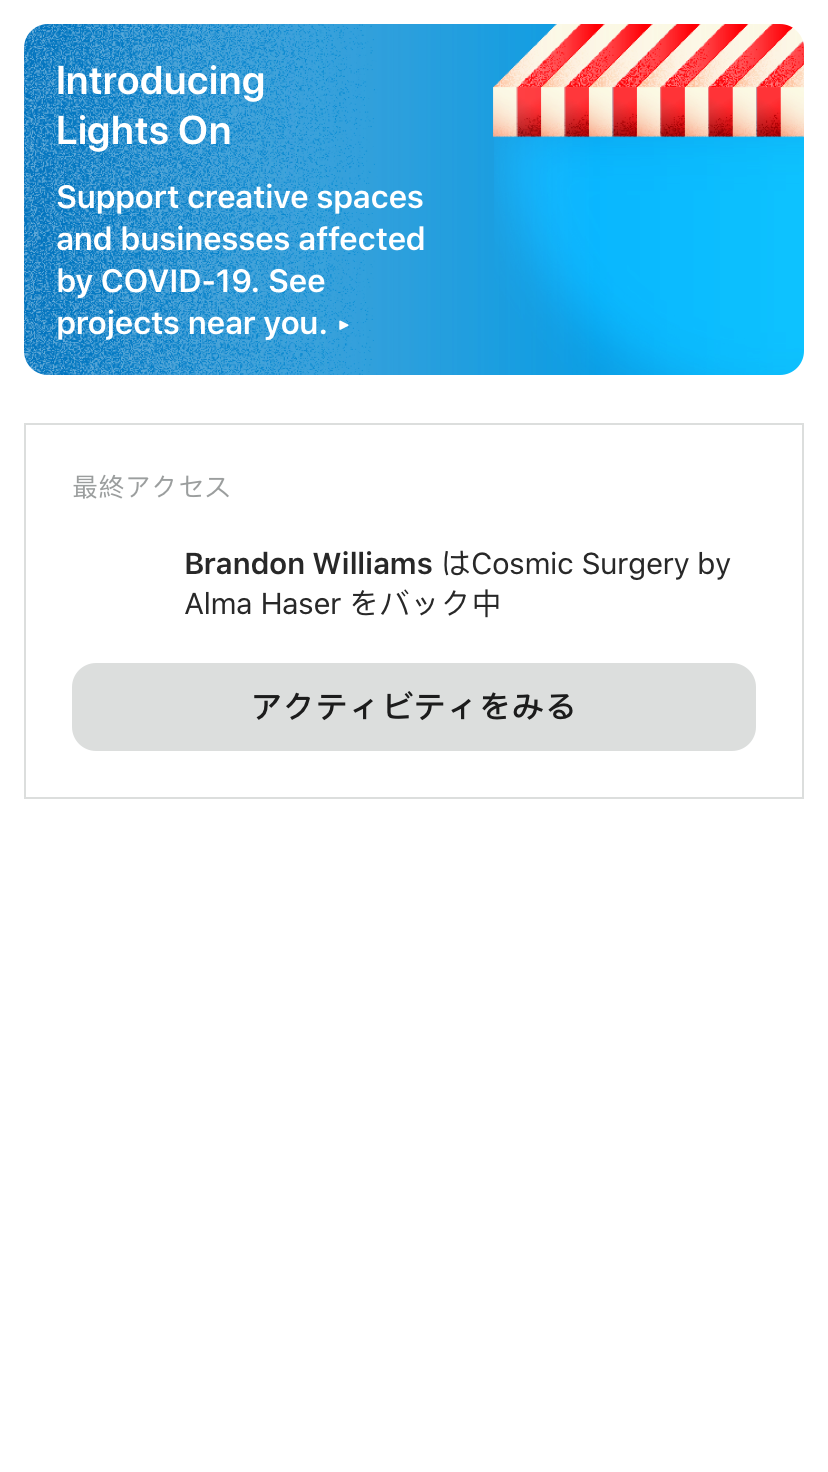 Introducing
Lights On
Support creative spaces
and businesses affected
by COVID-19. See
projects near you. ▸
最終アクセス
Brandon Williams はCosmic Surgery by
Alma Haser をバック中
アクティビティをみる